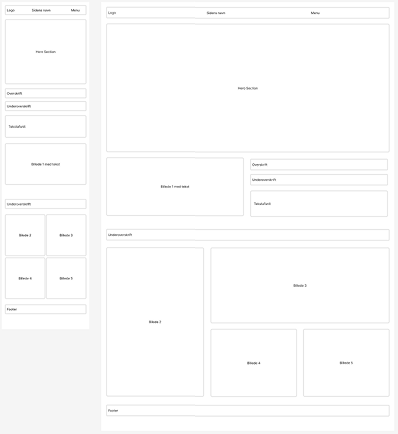 Logo Sidens navn Menu
Hero Section
Overskrift
Underoverskrift
Tekstafsnit
Billede 1 med tekst
Underoverskrift
Billede 2 Billede 3
Billede 4 Billede 5
Footer
Logo Sidens navn Menu
Hero Section
Billede 1 med tekst
Overskrift
Underoverskrift
Tekstafsnit
Underoverskrift
Billede 2
Billede 3
Billede 4 Billede 5
Footer